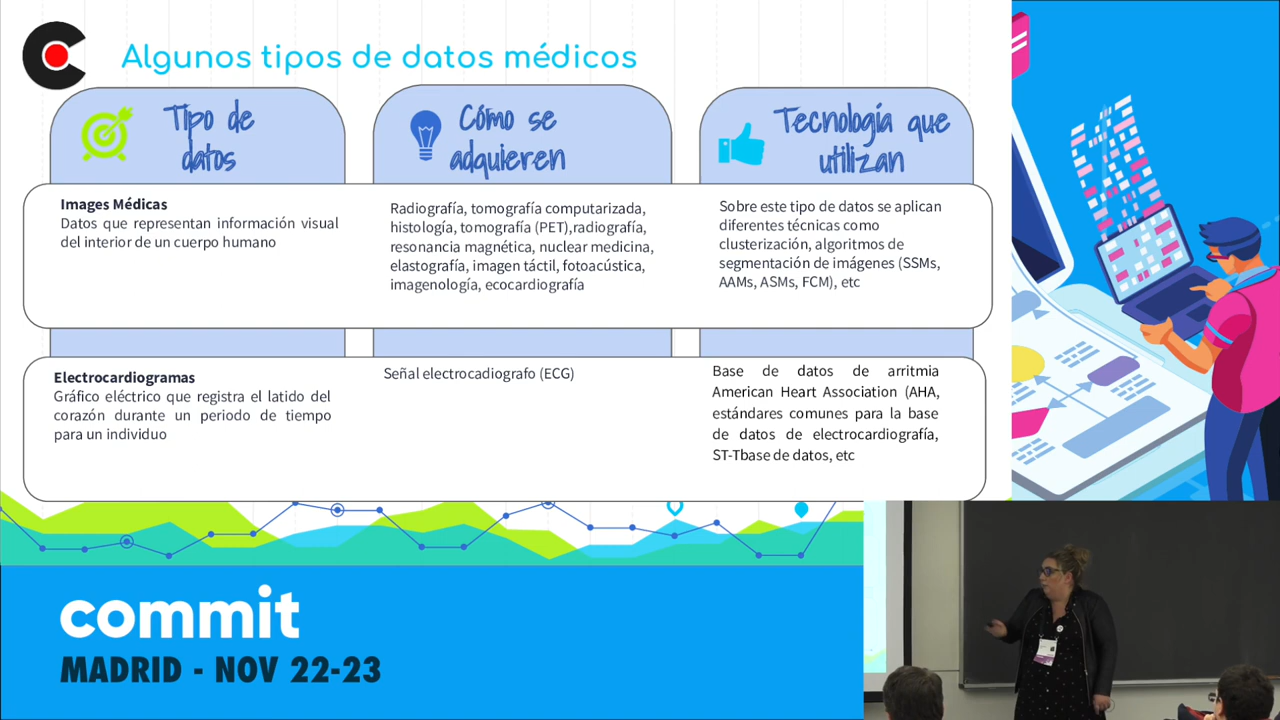 Algunos tipos de datos médicos
Tipo de
datos
Cómo se
adquieren
Tecnología que
utilizan
Images Médicas
Datos que representan información visual
del interior de un cuerpo humano
Radiografía, tomografía computarizada,
histología, tomografía (PET),radiografía,
resonancia magnética, nuclear medicina,
elastografía, imagen táctil, fotoacústica,
imagenología, ecocardiografía
Sobre este tipo de datos se aplican
diferentes técnicas como
clusterización, algoritmos de
segmentación de imágenes (SSMs,
AAMs, ASMs, FCM), etc
Electrocardiogramas
Gráfico eléctrico que registra el latido del
corazón durante un periodo de tiempo
para un individuo
Señal electrocadiografo (ECG)
Base de datos de arritmia
American Heart Association (AHA,
estándares comunes para la base
de datos de electrocardiografía,
ST-Tbase de datos, etc
commit
MADRID - NOV 22-23